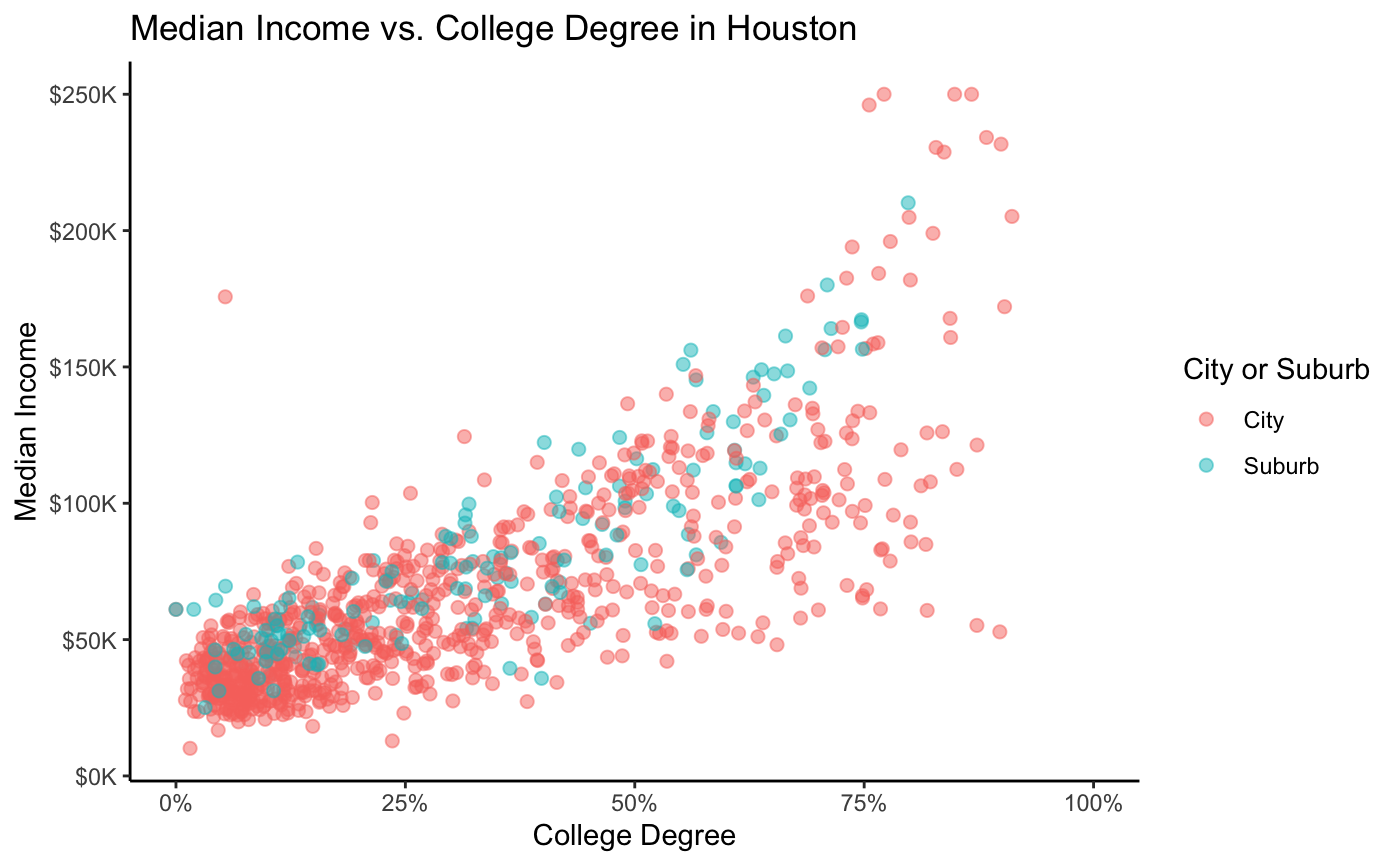 Median Income vs. College Degree in Houston
$250K
$200K
$150K
$100K
$50K
$0K
Median Income
0% 25% 50% 75% 100%
College Degree
City or Suburb
City
Suburb